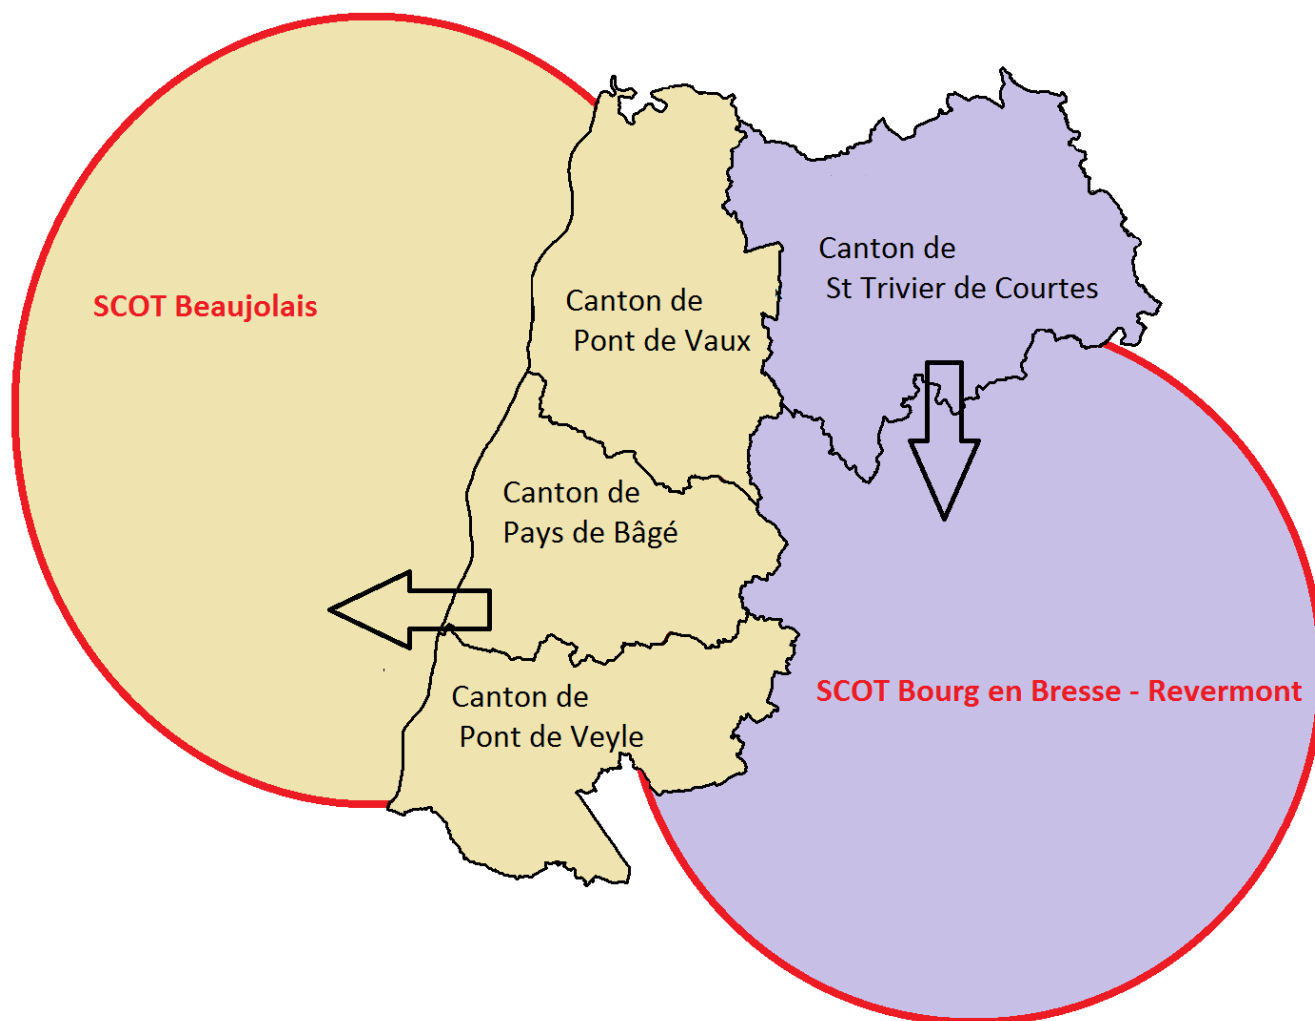 SCOT Beaujolais
Canton de
Pont de Vaux
Canton de
St Trivier de Courtes
Canton de
Pays de Bâgé
Canton de
Pont de Veyle
SCOT Bourg en Bresse - Revermont